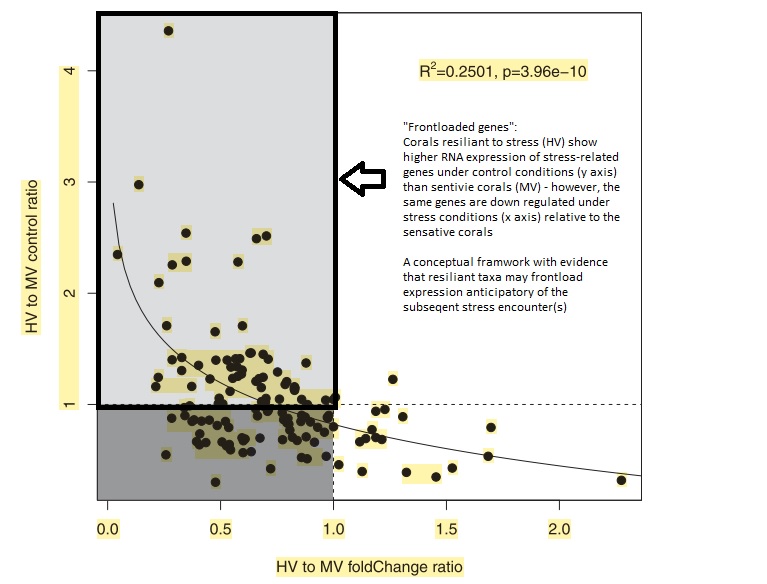 R2=0.2501, p=3.96e−10
"Frontloaded genes":
Corals resiliant to stress (HV) show
higher RNA expression of stress-related
genes under control conditions (y axis)
than sentivie corals (MV) - however, the
same genes are down regulated under
stress conditions (x axis) relative to the
sensative corals
A conceptual framwork with evidence
that resiliant taxa may frontload
expression anticipatory of the
subseqent stress encounter(s)
HV to MV control ratio
4
3
2
1
0.0 0.5 1.0 1.5 2.0
HV to MV foldChange ratio